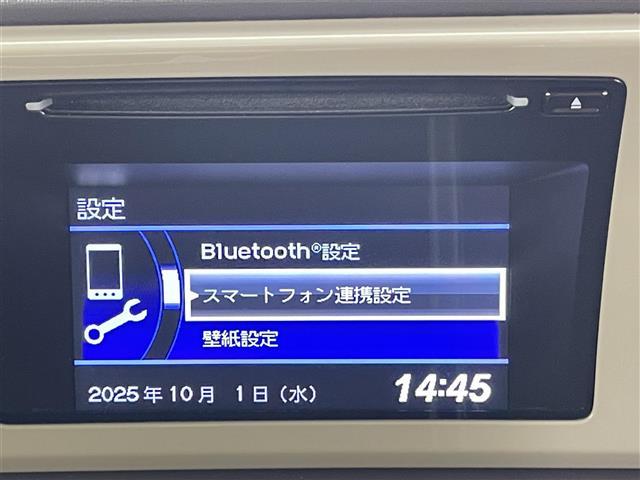 設定
Bluetooth®設定
スマートフォン連携設定
壁紙設定
2025年10月 1日(水) 14:45